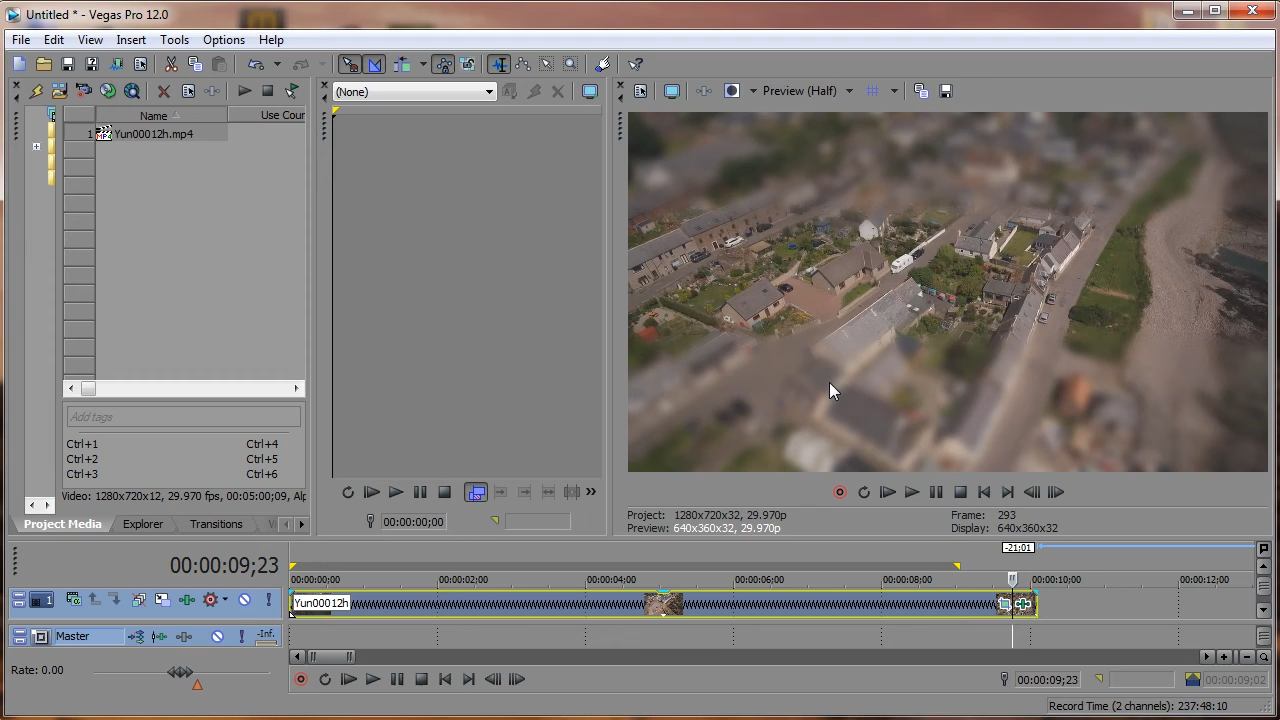 Untitled * - Vegas Pro 12.0
File Edit View Insert Tools Options Help
(None)
Preview (Half)
Name
Use Cour
1 Yun00012h.mp4
Add tags
Ctrl+1 Ctrl+4
Ctrl+2 Ctrl+5
Ctrl+3 Ctrl+6
Video: 1280x720x12, 29.970 fps, 00:05:00;09, Alp
Project Media Explorer Transitions
00:00:00;00
Project: 1280x720x32, 29.970p Frame: 293
Preview: 640x360x32, 29.970p Display: 640x360x32
-21:01
00:00:09;23
00:00:00;00 00:00:02;00 00:00:04;00 00:00:06;00 00:00:08;00 00:00:10;00 00:00:12;00
1
Yun00012h
Master
-Inf.
Rate: 0.00
00:00:09;23
00:00:09;02
Record Time (2 channels): 237:48:10